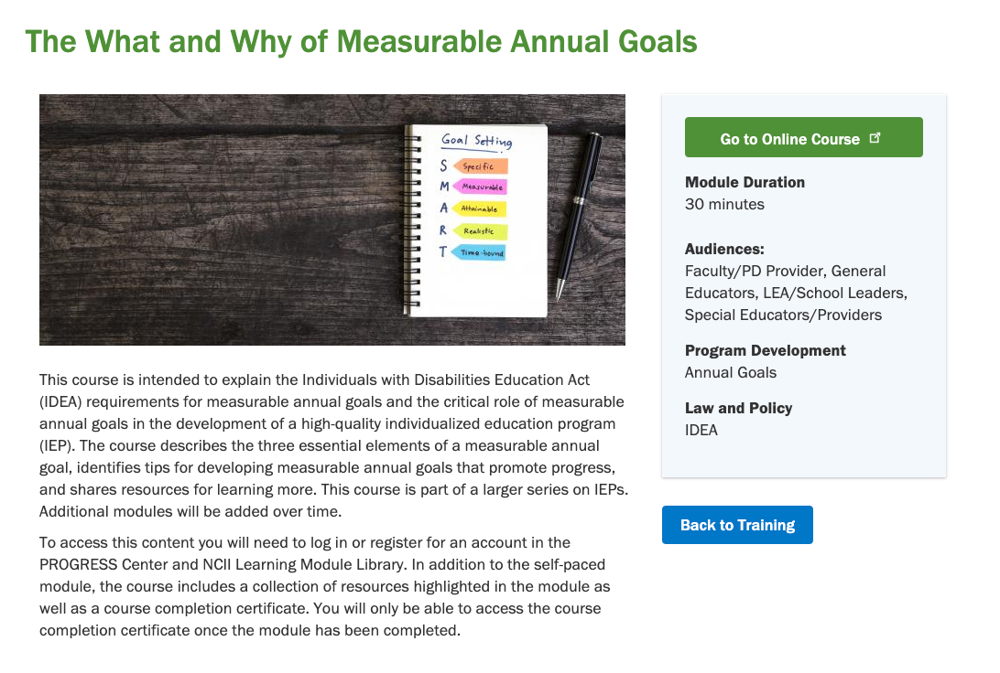 The What and Why of Measurable Annual Goals
Goal Setting
S Specific
M Measurable
A Attainable
R Realistic
T Time-bound
This course is intended to explain the Individuals with Disabilities Education Act
(IDEA) requirements for measurable annual goals and the critical role of measurable
annual goals in the development of a high-quality individualized education program
(IEP). The course describes the three essential elements of a measurable annual
goal, identifies tips for developing measurable annual goals that promote progress,
and shares resources for learning more. This course is part of a larger series on IEPs.
Additional modules will be added over time.
To access this content you will need to log in or register for an account in the
PROGRESS Center and NCII Learning Module Library. In addition to the self-paced
module, the course includes a collection of resources highlighted in the module as
well as a course completion certificate. You will only be able to access the course
completion certificate once the module has been completed.
Go to Online Course
Module Duration
30 minutes
Audiences:
Faculty/PD Provider, General
Educators, LEA/School Leaders,
Special Educators/Providers
Program Development
Annual Goals
Law and Policy
IDEA
Back to Training